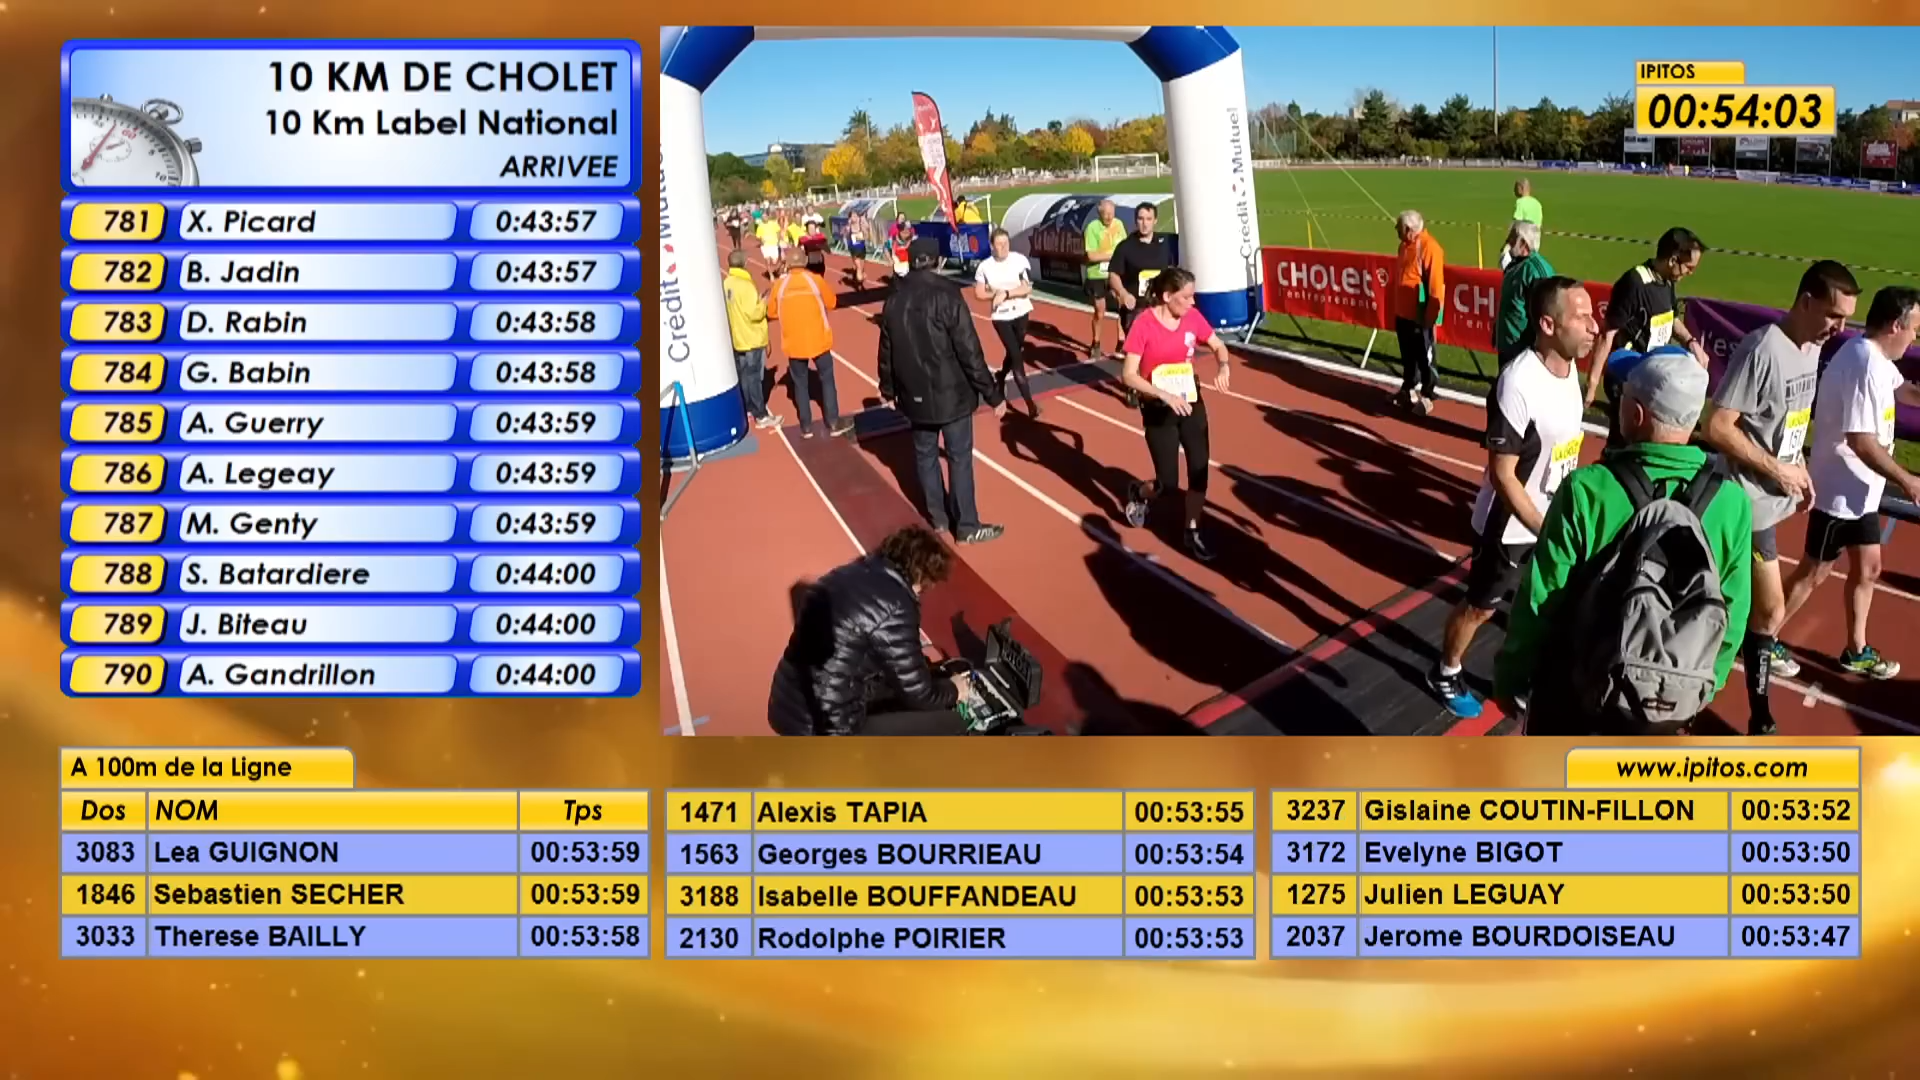 10 KM DE CHOLET
10 Km Label National
ARRIVEE
781 X. Picard 0:43:57
782 B. Jadin 0:43:57
783 D. Rabin 0:43:58
784 G. Babin 0:43:58
785 A. Guerry 0:43:59
786 A. Legeay 0:43:59
787 M. Genty 0:43:59
788 S. Batardiere 0:44:00
789 J. Biteau 0:44:00
790 A. Gandrillon 0:44:00
IPITOS
00:54:03
Crédit Mutuel
Crédit Mutuel
CHOLET
l'entreprenante
CH
l'en
IPITOS
A 100m de la Ligne
www.ipitos.com
Dos NOM Tps
3083 Lea GUIGNON 00:53:59
1846 Sebastien SECHER 00:53:59
3033 Therese BAILLY 00:53:58
1471 Alexis TAPIA 00:53:55
1563 Georges BOURRIEAU 00:53:54
3188 Isabelle BOUFFANDEAU 00:53:53
2130 Rodolphe POIRIER 00:53:53
3237 Gislaine COUTIN-FILLON 00:53:52
3172 Evelyne BIGOT 00:53:50
1275 Julien LEGUAY 00:53:50
2037 Jerome BOURDOISEAU 00:53:47